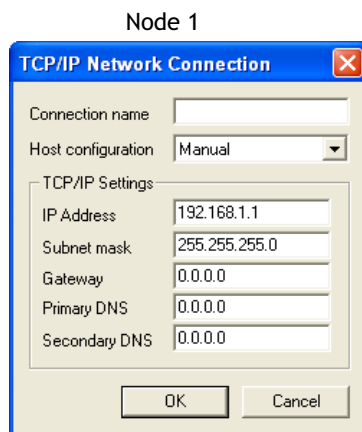 Node 1
TCP/IP Network Connection
Connection name
Host configuration Manual
TCP/IP Settings
IP Address 192.168.1.1
Subnet mask 255.255.255.0
Gateway 0.0.0.0
Primary DNS 0.0.0.0
Secondary DNS 0.0.0.0
OK Cancel